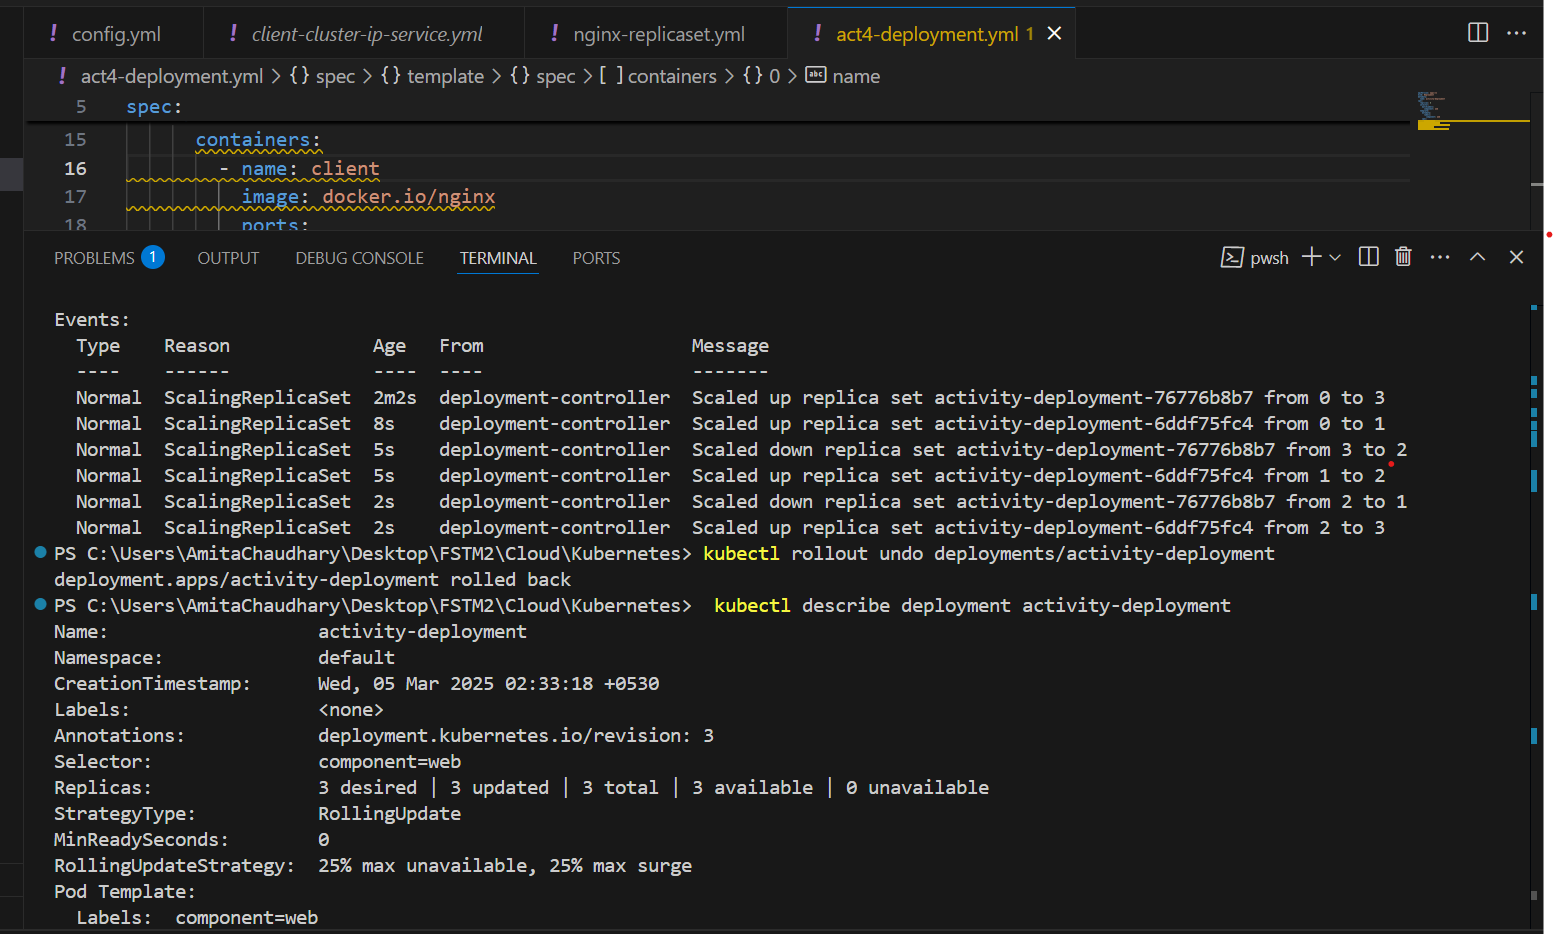 ! config.yml ! client-cluster-ip-service.yml ! nginx-replicaset.yml ! act4-deployment.yml 1
! act4-deployment.yml > {} spec > {} template > {} spec > [ ] containers > {} 0 > abc name
5 spec:
15 containers:
16 - name: client
17 image: docker.io/nginx
18 ports:
PROBLEMS 1 OUTPUT DEBUG CONSOLE TERMINAL PORTS pwsh
Events:
Type Reason Age From Message
---- ------ ---- ---- -------
Normal ScalingReplicaSet 2m2s deployment-controller Scaled up replica set activity-deployment-76776b8b7 from 0 to 3
Normal ScalingReplicaSet 8s deployment-controller Scaled up replica set activity-deployment-6ddf75fc4 from 0 to 1
Normal ScalingReplicaSet 5s deployment-controller Scaled down replica set activity-deployment-76776b8b7 from 3 to 2
Normal ScalingReplicaSet 5s deployment-controller Scaled up replica set activity-deployment-6ddf75fc4 from 1 to 2
Normal ScalingReplicaSet 2s deployment-controller Scaled down replica set activity-deployment-76776b8b7 from 2 to 1
Normal ScalingReplicaSet 2s deployment-controller Scaled up replica set activity-deployment-6ddf75fc4 from 2 to 3
PS C:\Users\AmitaChaudhary\Desktop\FSTM2\Cloud\Kubernetes> kubectl rollout undo deployments/activity-deployment
deployment.apps/activity-deployment rolled back
PS C:\Users\AmitaChaudhary\Desktop\FSTM2\Cloud\Kubernetes> kubectl describe deployment activity-deployment
Name: activity-deployment
Namespace: default
CreationTimestamp: Wed, 05 Mar 2025 02:33:18 +0530
Labels: <none>
Annotations: deployment.kubernetes.io/revision: 3
Selector: component=web
Replicas: 3 desired | 3 updated | 3 total | 3 available | 0 unavailable
StrategyType: RollingUpdate
MinReadySeconds: 0
RollingUpdateStrategy: 25% max unavailable, 25% max surge
Pod Template:
Labels: component=web